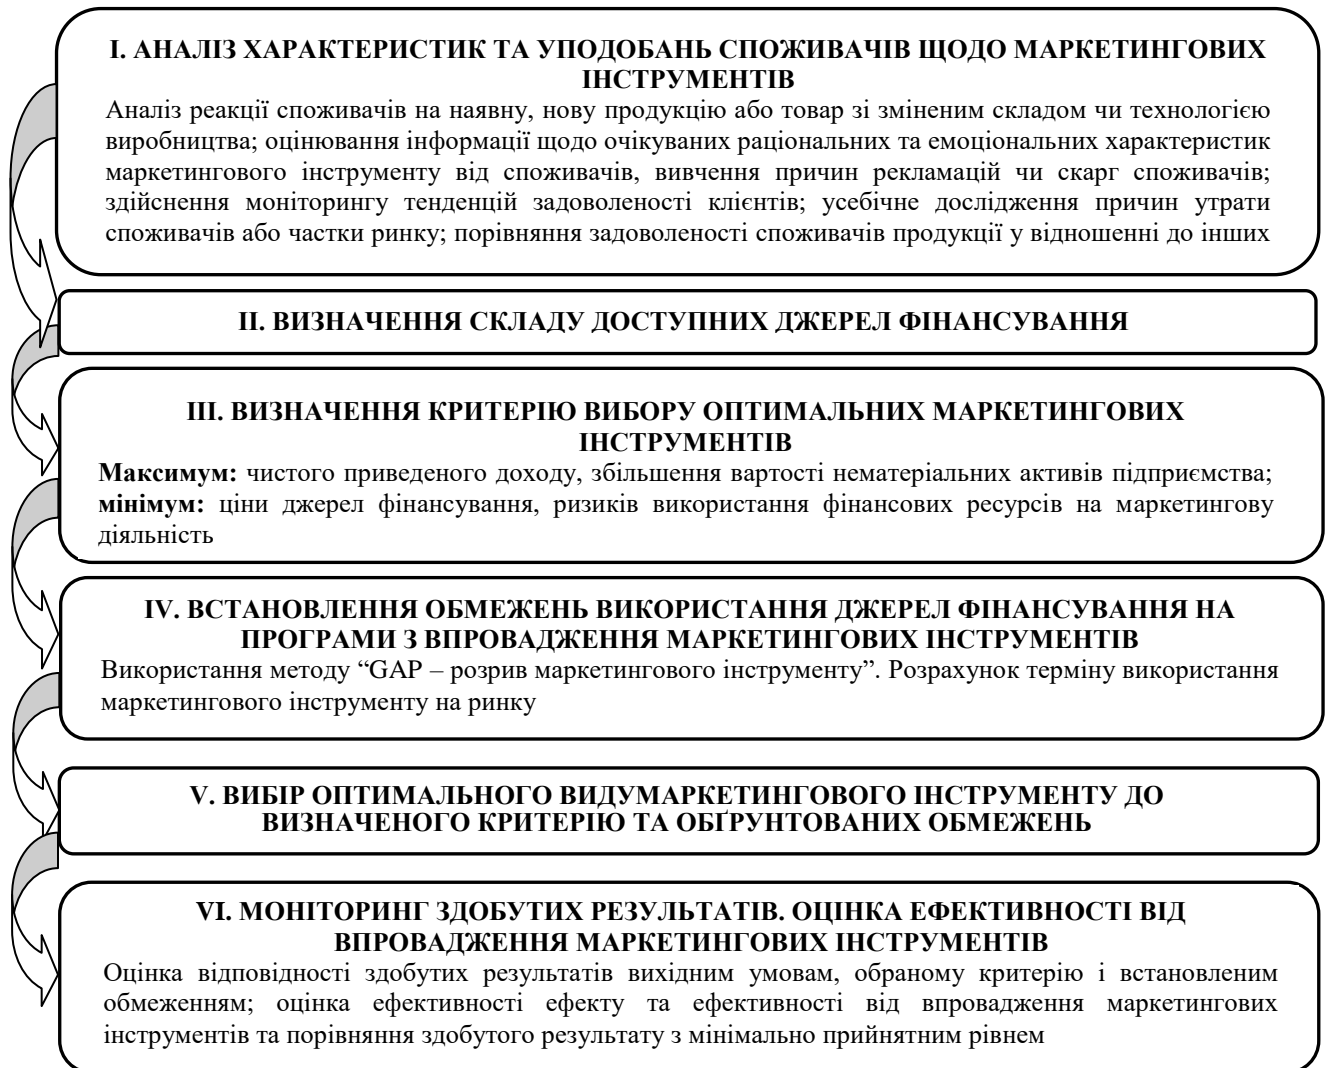 І. АНАЛІЗ ХАРАКТЕРИСТИК ТА УПОДОБАНЬ СПОЖИВАЧІВ ЩОДО МАРКЕТИНГОВИХ
ІНСТРУМЕНТІВ
Аналіз реакції споживачів на наявну, нову продукцію або товар зі зміненим складом чи технологією
виробництва; оцінювання інформації щодо очікуваних раціональних та емоціональних характеристик
маркетингового інструменту від споживачів, вивчення причин рекламацій чи скарг споживачів;
здійснення моніторингу тенденцій задоволеності клієнтів; усебічне дослідження причин утрати
споживачів або частки ринку; порівняння задоволеності споживачів продукції у відношенні до інших
ІІ. ВИЗНАЧЕННЯ СКЛАДУ ДОСТУПНИХ ДЖЕРЕЛ ФІНАНСУВАННЯ
ІІІ. ВИЗНАЧЕННЯ КРИТЕРІЮ ВИБОРУ ОПТИМАЛЬНИХ МАРКЕТИНГОВИХ
ІНСТРУМЕНТІВ
Максимум: чистого приведеного доходу, збільшення вартості нематеріальних активів підприємства;
мінімум: ціни джерел фінансування, ризиків використання фінансових ресурсів на маркетингову
діяльність
IV. ВСТАНОВЛЕННЯ ОБМЕЖЕНЬ ВИКОРИСТАННЯ ДЖЕРЕЛ ФІНАНСУВАННЯ НА
ПРОГРАМИ З ВПРОВАДЖЕННЯ МАРКЕТИНГОВИХ ІНСТРУМЕНТІВ
Використання методу “GAP – розрив маркетингового інструменту”. Розрахунок терміну використання
маркетингового інструменту на ринку
V. ВИБІР ОПТИМАЛЬНОГО ВИДУМАРКЕТИНГОВОГО ІНСТРУМЕНТУ ДО
ВИЗНАЧЕНОГО КРИТЕРІЮ ТА ОБҐРУНТОВАНИХ ОБМЕЖЕНЬ
VI. МОНІТОРИНГ ЗДОБУТИХ РЕЗУЛЬТАТІВ. ОЦІНКА ЕФЕКТИВНОСТІ ВІД
ВПРОВАДЖЕННЯ МАРКЕТИНГОВИХ ІНСТРУМЕНТІВ
Оцінка відповідності здобутих результатів вихідним умовам, обраному критерію і встановленим
обмеженням; оцінка ефективності ефекту та ефективності від впровадження маркетингових
інструментів та порівняння здобутого результату з мінімально прийнятним рівнем